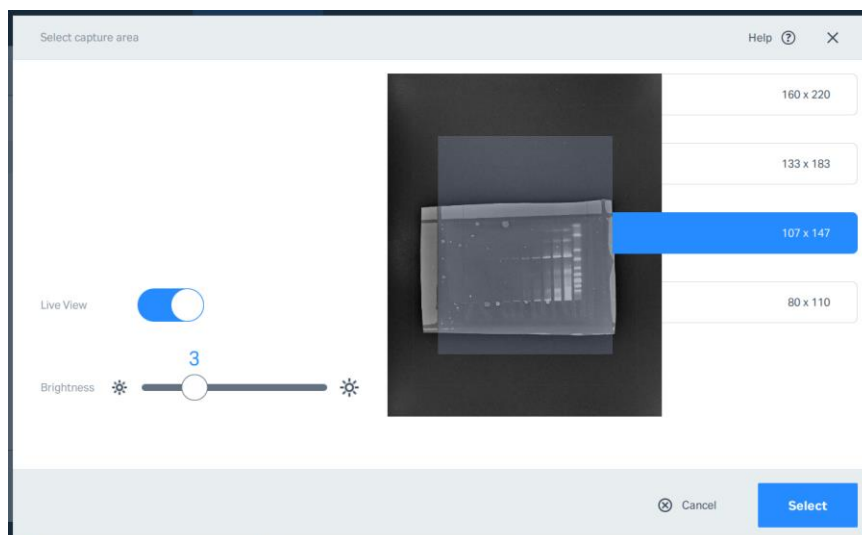 Select capture area
Help ?
160 x 220
133 x 183
107 x 147
80 x 110
Live View
3
Brightness
Cancel
Select